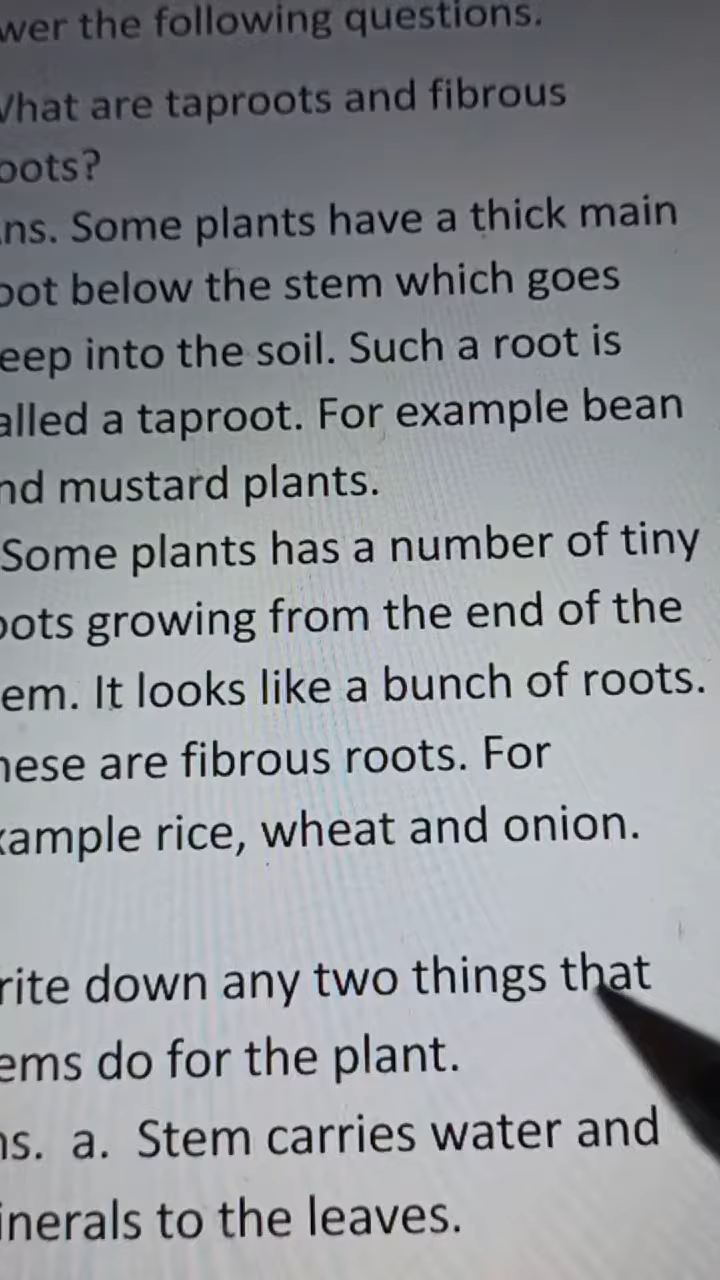 wer the following questions.
What are taproots and fibrous
oots?
ns. Some plants have a thick main
oot below the stem which goes
eep into the soil. Such a root is
alled a taproot. For example bean
nd mustard plants.
Some plants has a number of tiny
oots growing from the end of the
em. It looks like a bunch of roots.
hese are fibrous roots. For
xample rice, wheat and onion.
rite down any two things that
ems do for the plant.
ns. a. Stem carries water and
inerals to the leaves.